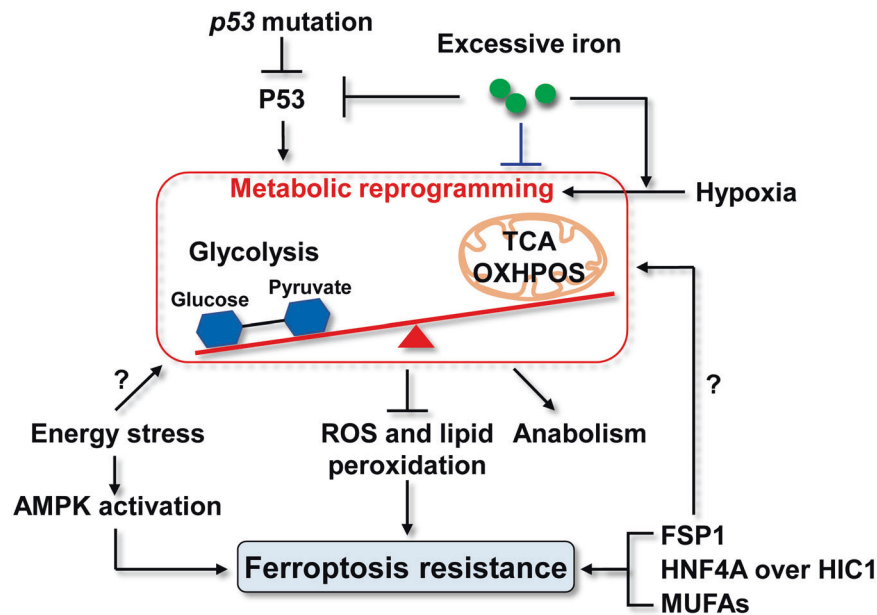 p53 mutation
Excessive iron
P53
Metabolic reprogramming
Hypoxia
Glycolysis
TCA
OXHPOS
Glucose
Pyruvate
?
?
Energy stress
ROS and lipid
peroxidation
Anabolism
AMPK activation
Ferroptosis resistance
FSP1
HNF4A over HIC1
MUFAs